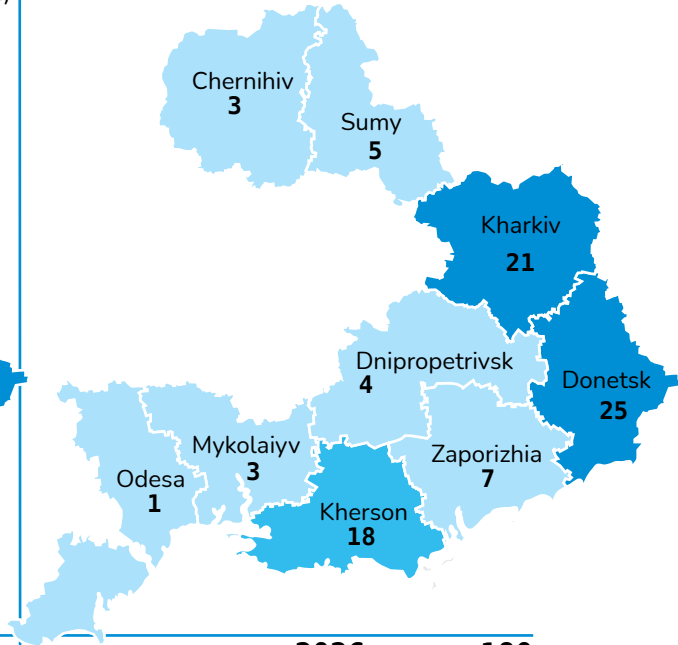 Chernihiv
3
Sumy
5
Kharkiv
21
Dnipropetrivsk
4
Donetsk
25
Mykolaiyv
3
Zaporizhia
7
Odesa
1
Kherson
18